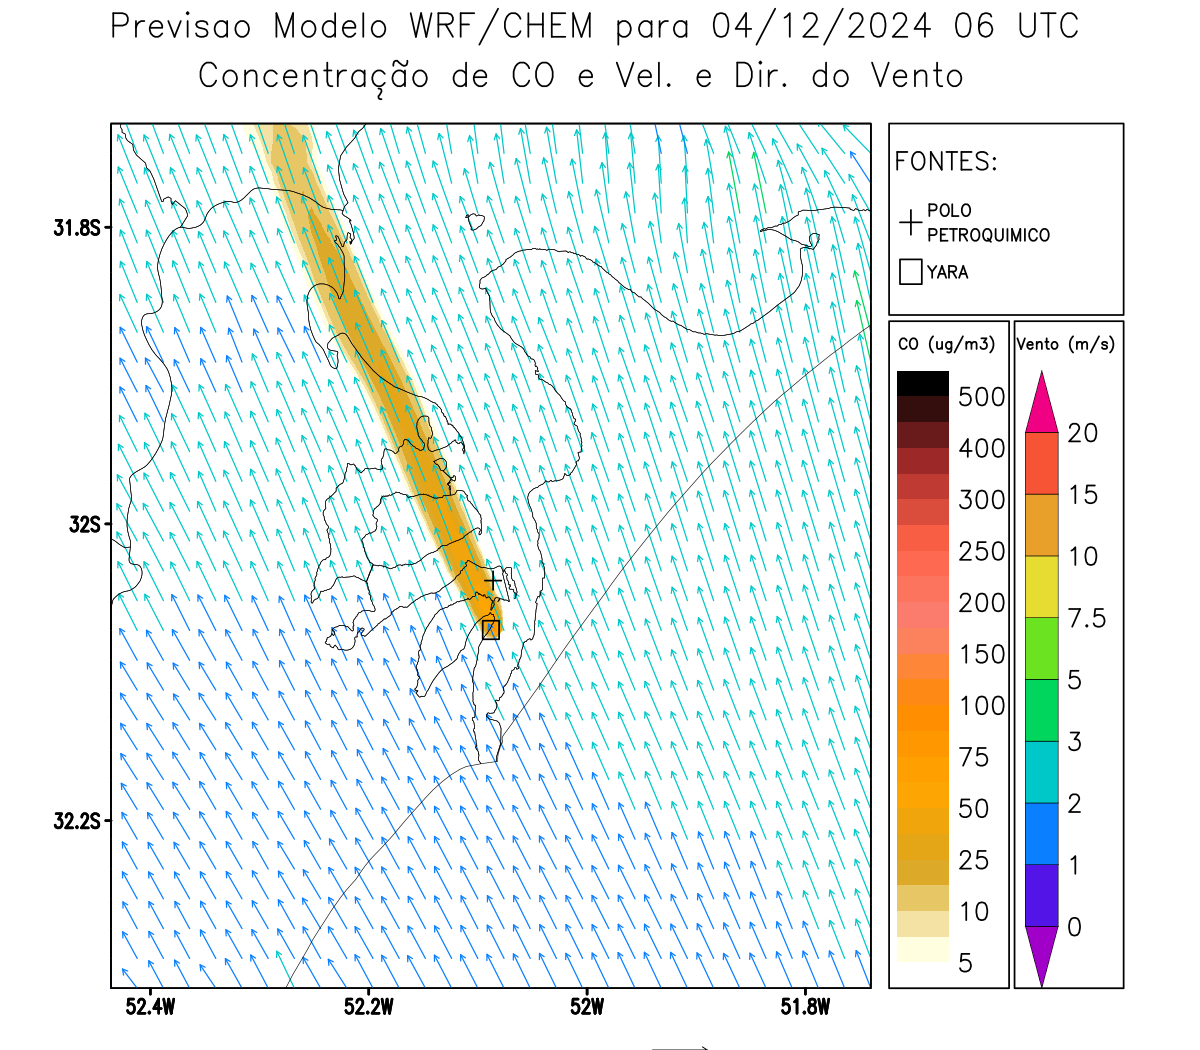 Previsao Modelo WRF/CHEM para 04/12/2024 06 UTC
Concentração de CO e Vel. e Dir. do Vento
FONTES:
POLO
PETROQUIMICO
YARA
CO (ug/m3)
500
400
300
250
200
150
100
75
50
25
10
5
Vento (m/s)
20
15
10
7.5
5
3
2
1
0
31.8S
32S
32.2S
52.4W
52.2W
52W
51.8W